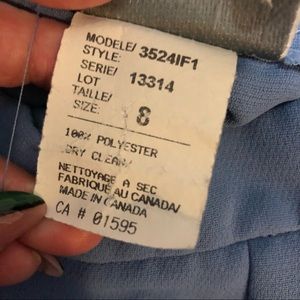 MODELE/
STYLE: 3524IF1
SERIE/
LOT 13314
TAILLE/
SIZE: 8
100% POLYESTER
DRY CLEAN/
NETTOYAGE A SEC
FABRIQUÉ AU CANADA/
MADE IN CANADA
CA # 01595